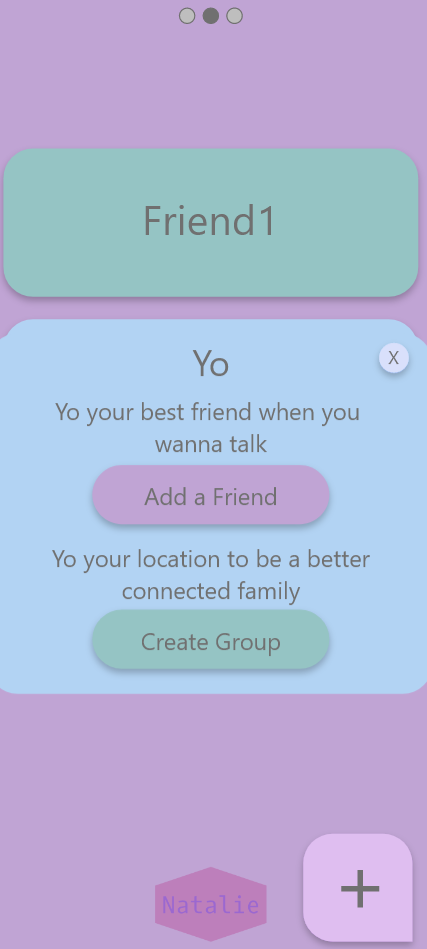 Friend1
Yo
X
Yo your best friend when you
wanna talk
Add a Friend
Yo your location to be a better
connected family
Create Group
+
Natalie